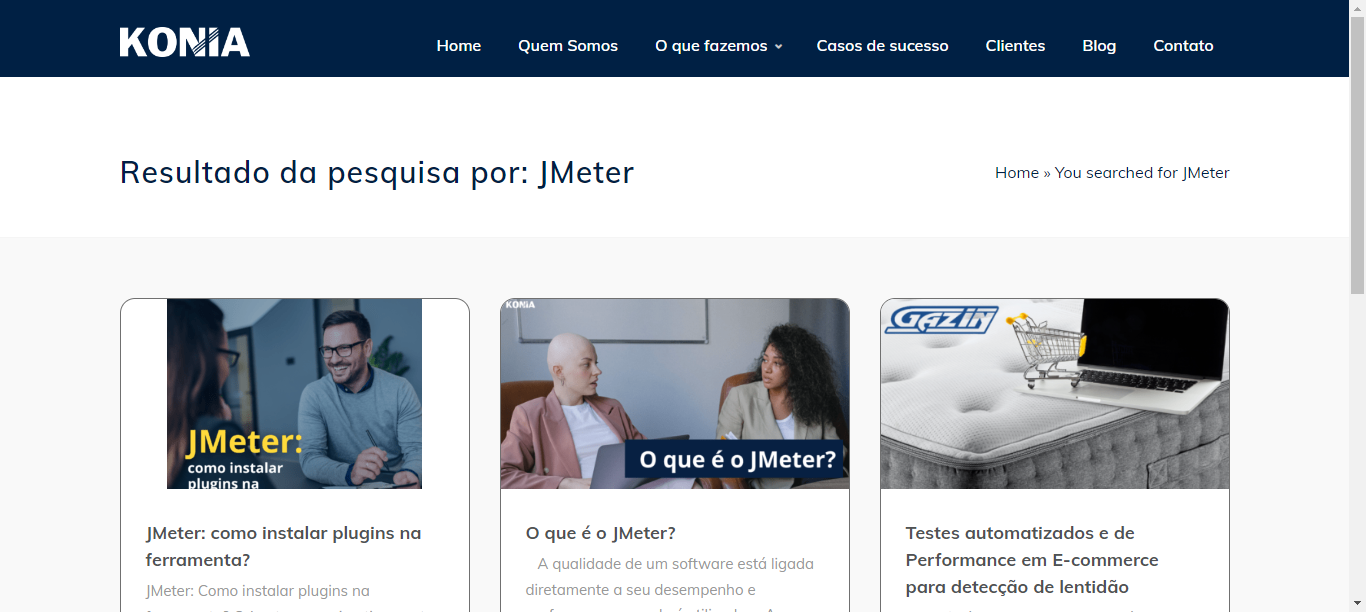 KONIA
Home
Quem Somos
O que fazemos
Casos de sucesso
Clientes
Blog
Contato
Resultado da pesquisa por: JMeter
Home » You searched for JMeter
JMeter:
como instalar
plugins na
KONIA
O que é o JMeter?
GAZIN
JMeter: como instalar plugins na
ferramenta?
JMeter: Como instalar plugins na
O que é o JMeter?
A qualidade de um software está ligada
diretamente a seu desempenho e
Testes automatizados e de
Performance em E-commerce
para detecção de lentidão